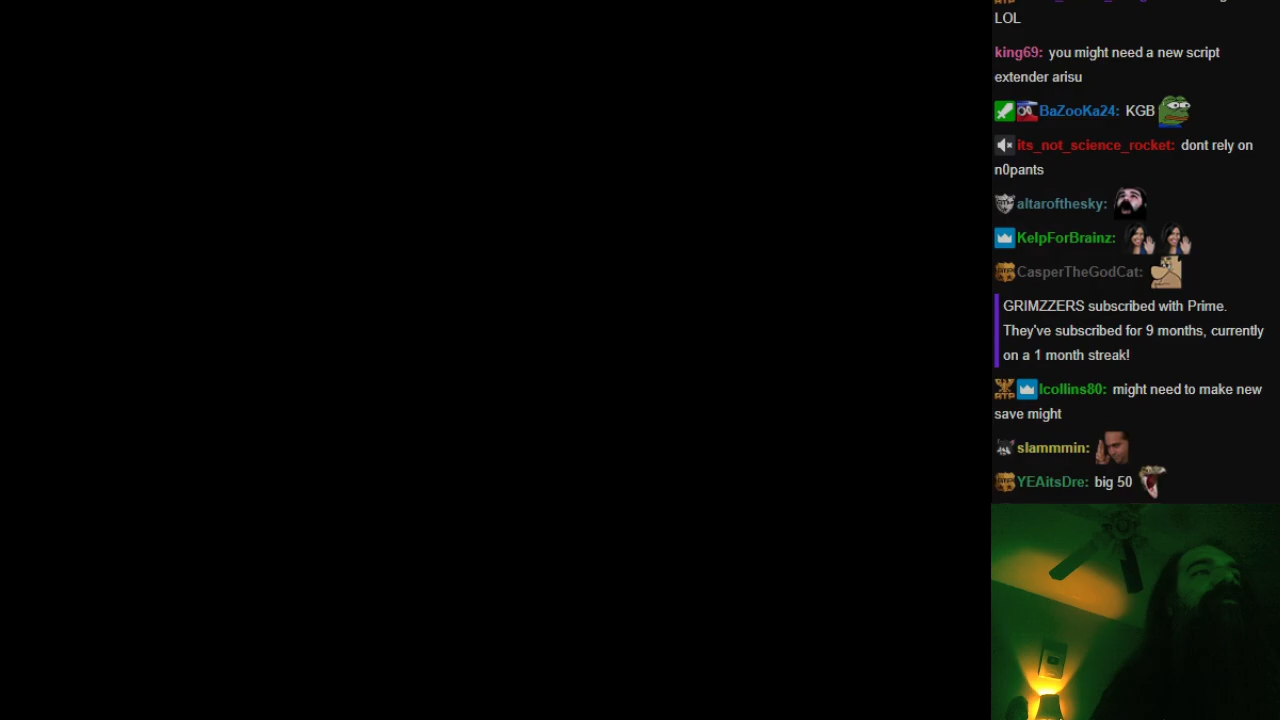 LOL
king69: you might need a new script
extender arisu
BaZooKa24: KGB
its_not_science_rocket: dont rely on
n0pants
altarofthesky:
KelpForBrainz:
CasperTheGodCat:
GRIMZZERS subscribed with Prime.
They've subscribed for 9 months, currently
on a 1 month streak!
lcollins80: might need to make new
save might
slammmin:
YEAitsDre: big 50